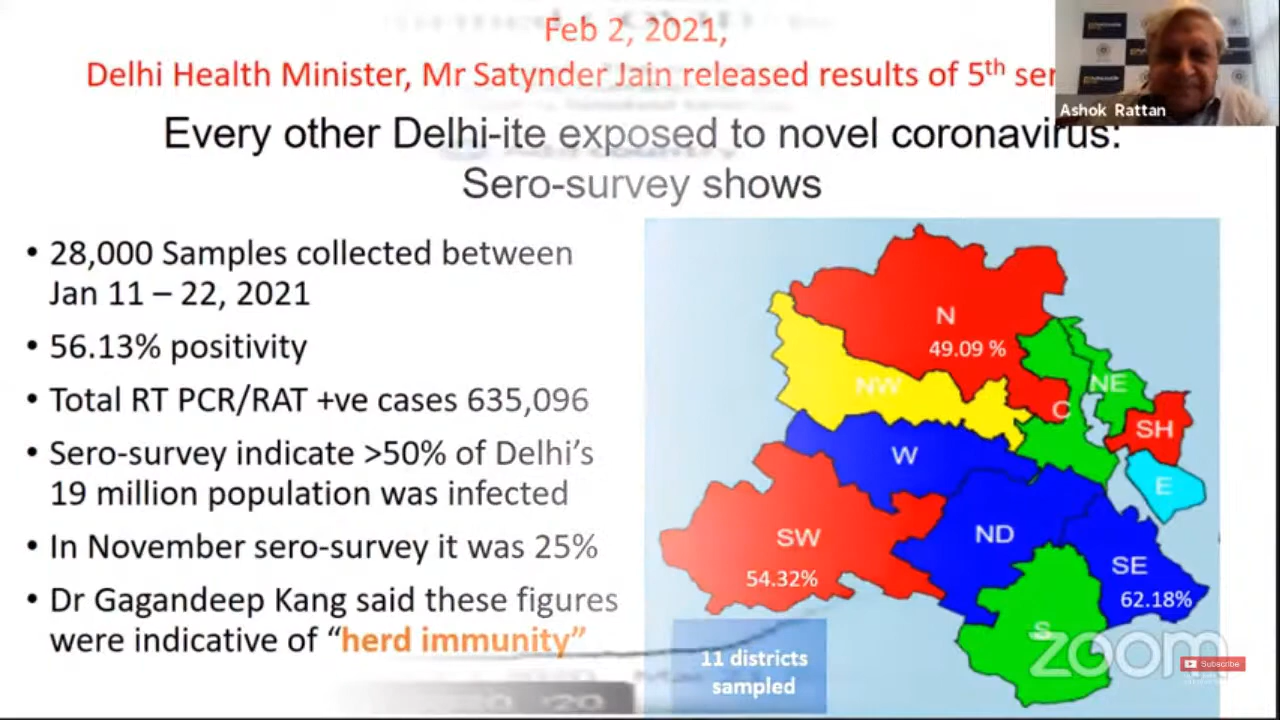 Feb 2, 2021,
Delhi Health Minister, Mr Satynder Jain released results of 5th ser
Ashok Rattan
Every other Delhi-ite exposed to novel coronavirus:
Sero-survey shows
• 28,000 Samples collected between
Jan 11 – 22, 2021
• 56.13% positivity
• Total RT PCR/RAT +ve cases 635,096
• Sero-survey indicate >50% of Delhi's
19 million population was infected
• In November sero-survey it was 25%
• Dr Gagandeep Kang said these figures
were indicative of "herd immunity"
N
49.09 %
NW
NE
C
SH
W
E
SW
54.32%
ND
SE
62.18%
S
11 districts
sampled
zoom
Subscribe